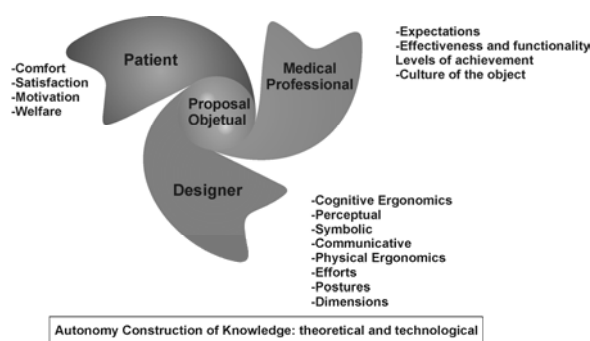 Patient
-Comfort
-Satisfaction
-Motivation
-Welfare
Medical
Professional
-Expectations
-Effectiveness and functionality
Levels of achievement
-Culture of the object
Proposal
Objetual
Designer
-Cognitive Ergonomics
-Perceptual
-Symbolic
-Communicative
-Physical Ergonomics
-Efforts
-Postures
-Dimensions
Autonomy Construction of Knowledge: theoretical and technological